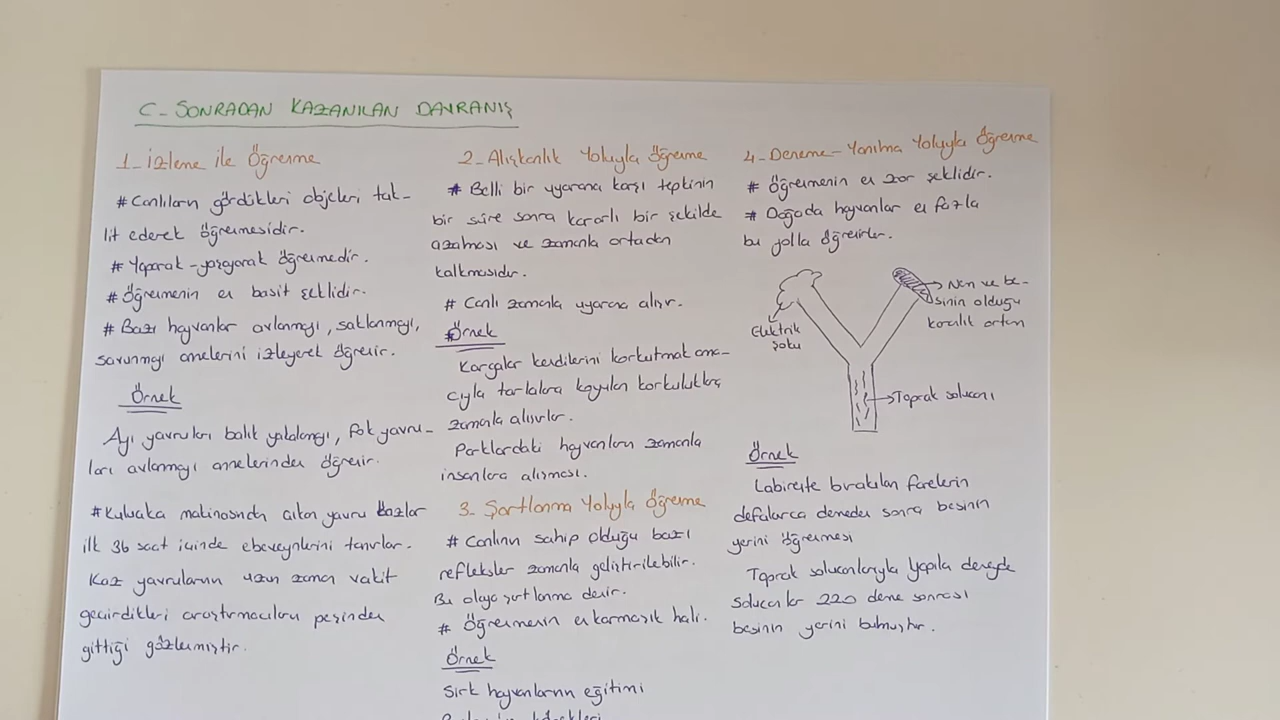 C- SONRADAN KAZANILAN DAVRANIŞ
1- İzleme ile Öğrenme
# Canlıların gördükleri objeleri tak-
lit ederek öğrenmesidir.
# Yaparak-yaşayarak öğrenmedir.
# Öğrenmenin en basit şeklidir.
# Bazı hayvanlar avlanmayı, saklanmayı,
savunmayı annelerini izleyerek öğrenir.
Örnek
Ayı yavruları balık yakalamayı, fok yavru-
ları avlanmayı annelerinden öğrenir.
# Kuluçka makinasından çıkan yavru kazlar
ilk 36 saat içinde ebeveynlerini tanırlar.
Kaz yavrularının uzun zaman vakit
geçirdikleri araştırmacıların peşinden
gittiği gözlenmiştir.
2- Alışkanlık Yoluyla Öğrenme
# Belli bir uyarana karşı tepkinin
bir süre sonra kararlı bir şekilde
azalması ve zamanla ortadan
kalkmasıdır.
# Canlı zamanla uyarana alışır.
Örnek
Kargalar kendilerini korkutmak ama-
cıyla tarlalara koyulan korkuluklara
zamanla alışırlar.
Parklardaki hayvanların zamanla
insanlara alışması.
3- Şartlanma Yoluyla Öğrenme
# Canlının sahip olduğu bazı
refleksler zamanla geliştirilebilir.
Bu olaya şartlanma denir.
# Öğrenmenin en karmaşık hali.
Örnek
Sirk hayvanlarının eğitimi
4- Deneme-Yanılma Yoluyla Öğrenme
# Öğrenmenin en zor şeklidir.
# Doğada hayvanlar en fazla
bu yolla öğrenirler.
Elektrik
şoku
Nem ve be-
sinin olduğu
karanlık ortam
Toprak solucanı
Örnek
Labirente bırakılan farelerin
defalarca denedikten sonra besinin
yerini öğrenmesi
Toprak solucanlarıyla yapılan deneyde
solucanlar 220 deneme sonrası
besinin yerini bulmuştur.